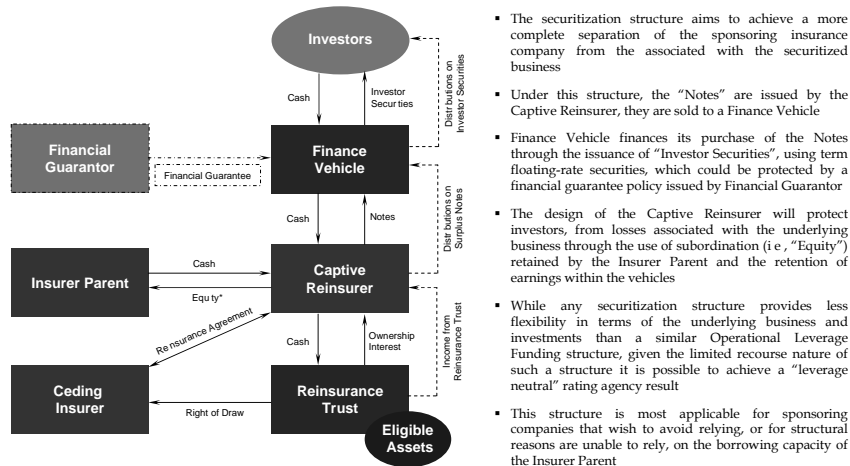 Investors
Cash
Investor
Secur ties
Distributions on
Investor Securities
Financial
Guarantor
Financial Guarantee
Finance
Vehicle
Cash
Notes
Distr butions on
Surplus Notes
Insurer Parent
Cash
Equ ty*
Captive
Reinsurer
Re nsurance Agreement
Cash
Ownership
Interest
Income from
Reinsurance Trust
Ceding
Insurer
Right of Draw
Reinsurance
Trust
Eligible
Assets
▪ The securitization structure aims to achieve a more
complete separation of the sponsoring insurance
company from the associated with the securitized
business
▪ Under this structure, the “Notes” are issued by the
Captive Reinsurer, they are sold to a Finance Vehicle
▪ Finance Vehicle finances its purchase of the Notes
through the issuance of “Investor Securities”, using term
floating-rate securities, which could be protected by a
financial guarantee policy issued by Financial Guarantor
▪ The design of the Captive Reinsurer will protect
investors, from losses associated with the underlying
business through the use of subordination (i e , “Equity”)
retained by the Insurer Parent and the retention of
earnings within the vehicles
▪ While any securitization structure provides less
flexibility in terms of the underlying business and
investments than a similar Operational Leverage
Funding structure, given the limited recourse nature of
such a structure it is possible to achieve a “leverage
neutral” rating agency result
▪ This structure is most applicable for sponsoring
companies that wish to avoid relying, or for structural
reasons are unable to rely, on the borrowing capacity of
the Insurer Parent